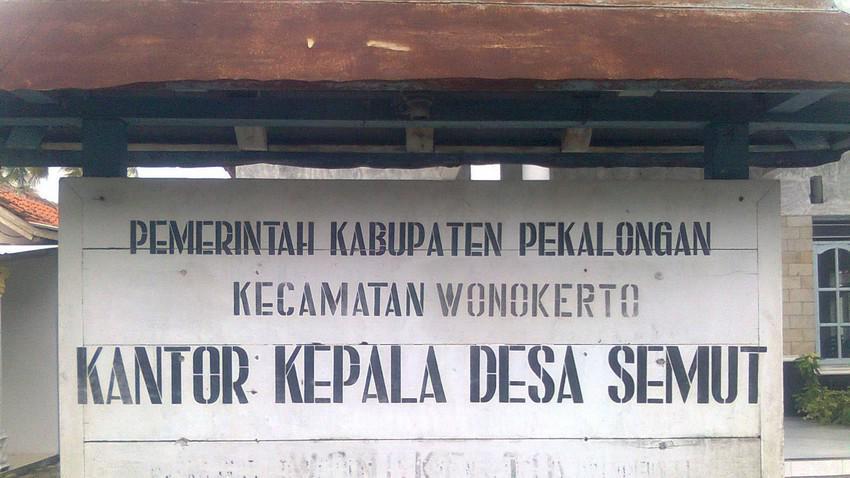 PEMERINTAH KABUPATEN PEKALONGAN
KECAMATAN WONOKERTO
KANTOR KEPALA DESA SEMUT